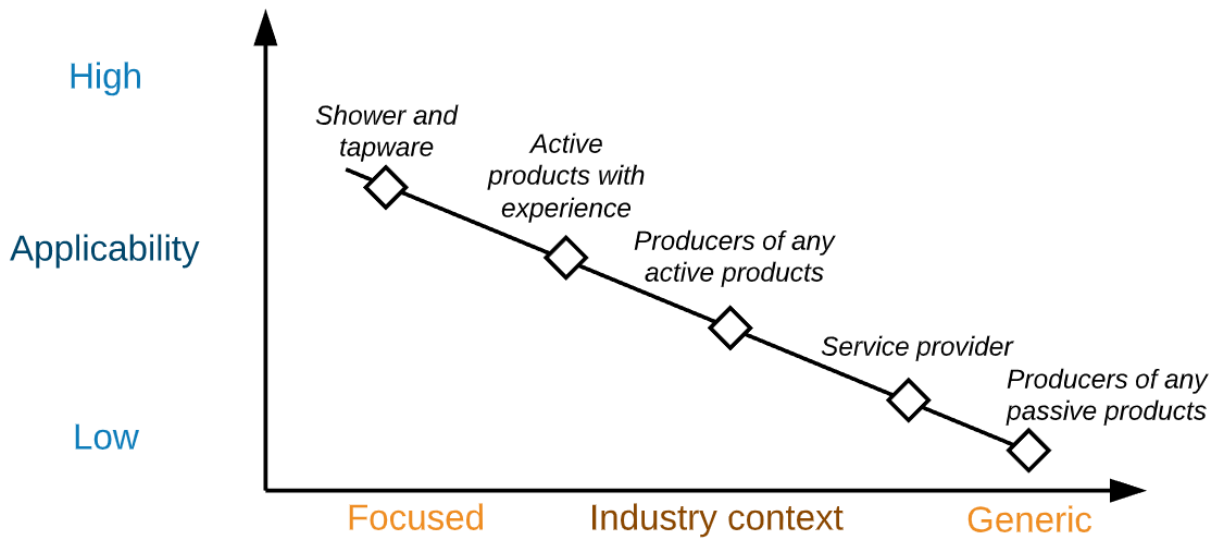 High
Shower and
tapware
Active
products with
experience
Applicability
Producers of any
active products
Service provider
Producers of any
passive products
Low
Focused
Industry context
Generic